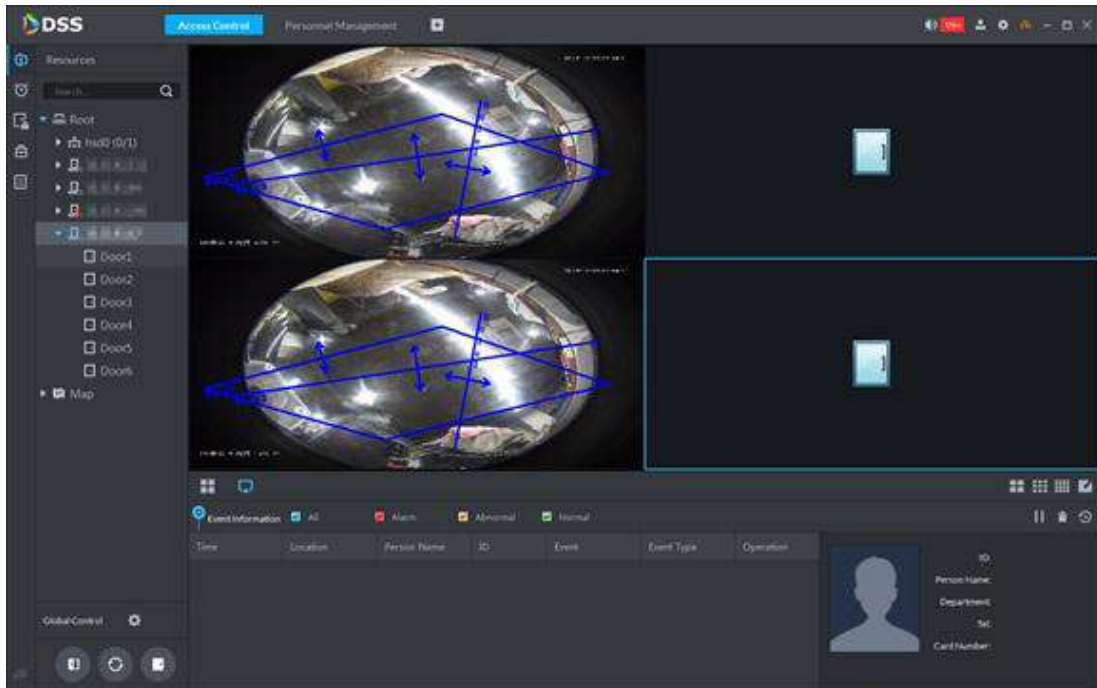 DSS
Access Control
Personnel Management
Resources
Search...
Root
hsd0 (0/1)
Door1
Door2
Door3
Door4
Door5
Door6
Map
Global Control
Event Information
All
Alarm
Abnormal
Normal
Time
Location
Person Name
ID
Event
Event Type
Operation
ID:
Person Name:
Department:
Tel:
Card Number: